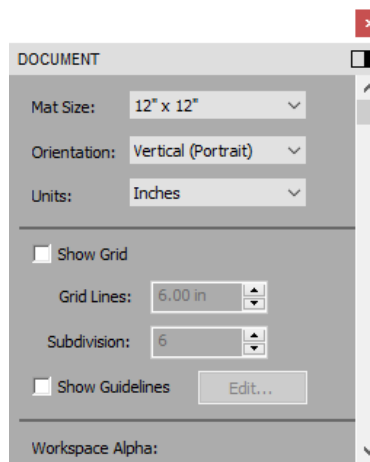 DOCUMENT
Mat Size: 12" x 12"
Orientation: Vertical (Portrait)
Units: Inches
Show Grid
Grid Lines: 6.00 in
Subdivision: 6
Show Guidelines Edit...
Workspace Alpha: